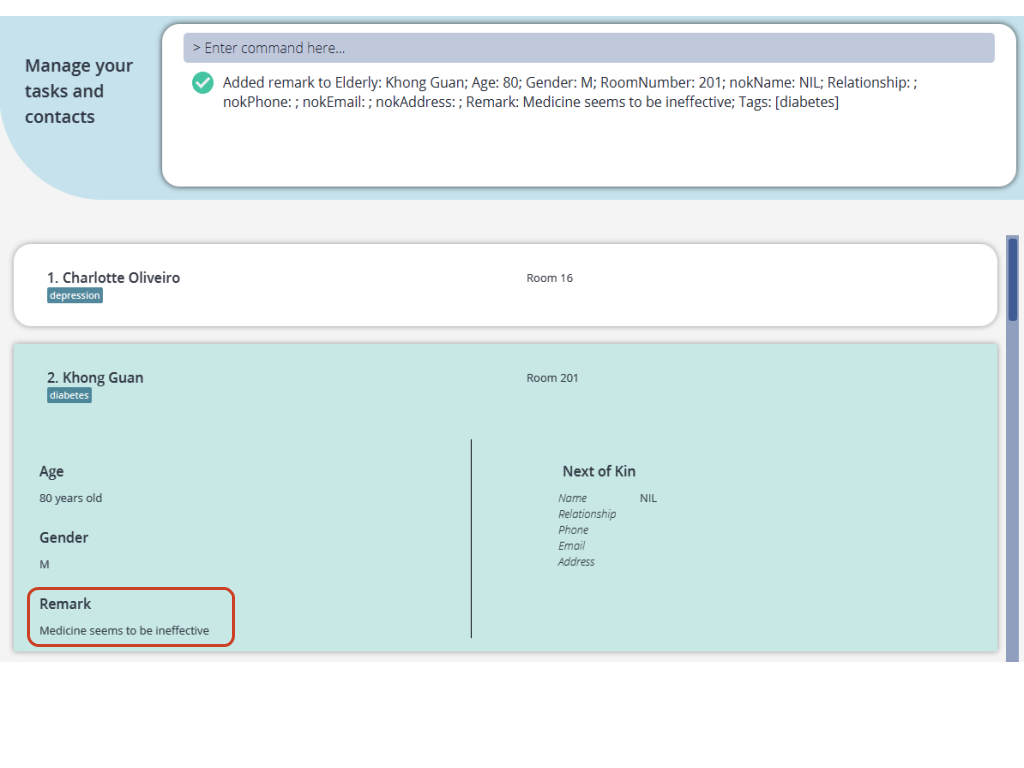 Manage your
tasks and
contacts
> Enter command here...
Added remark to Elderly: Khong Guan; Age: 80; Gender: M; RoomNumber: 201; nokName: NIL; Relationship: ;
nokPhone: ; nokEmail: ; nokAddress: ; Remark: Medicine seems to be ineffective; Tags: [diabetes]
1. Charlotte Oliveiro
Room 16
depression
2. Khong Guan
Room 201
diabetes
Age
80 years old
Gender
M
Remark
Medicine seems to be ineffective
Next of Kin
Name NIL
Relationship
Phone
Email
Address